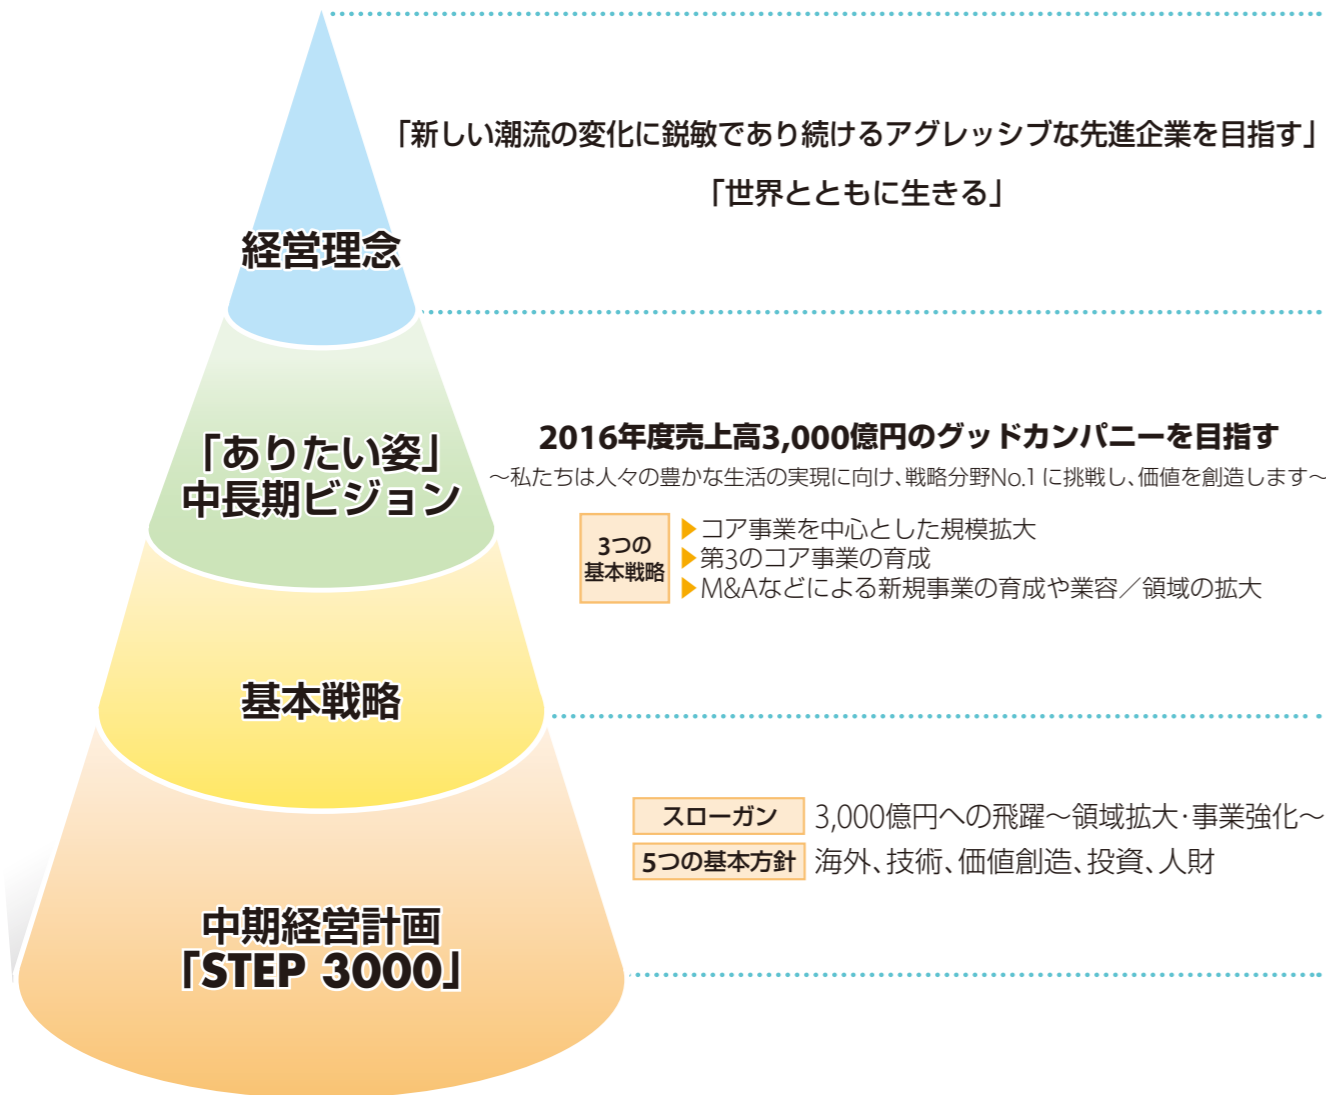 「新しい潮流の変化に鋭敏であり続けるアグレッシブな先進企業を目指す」
「世界とともに生きる」
経営理念
「ありたい姿」
中長期ビジョン
2016年度売上高3,000億円のグッドカンパニーを目指す
～私たちは人々の豊かな生活の実現に向け、戦略分野No.1に挑戦し、価値を創造します～
3つの
基本戦略
▶コア事業を中心とした規模拡大
▶第3のコア事業の育成
▶M&Aなどによる新規事業の育成や業容／領域の拡大
基本戦略
スローガン 3,000億円への飛躍～領域拡大・事業強化～
5つの基本方針 海外、技術、価値創造、投資、人財
中期経営計画
「STEP 3000」